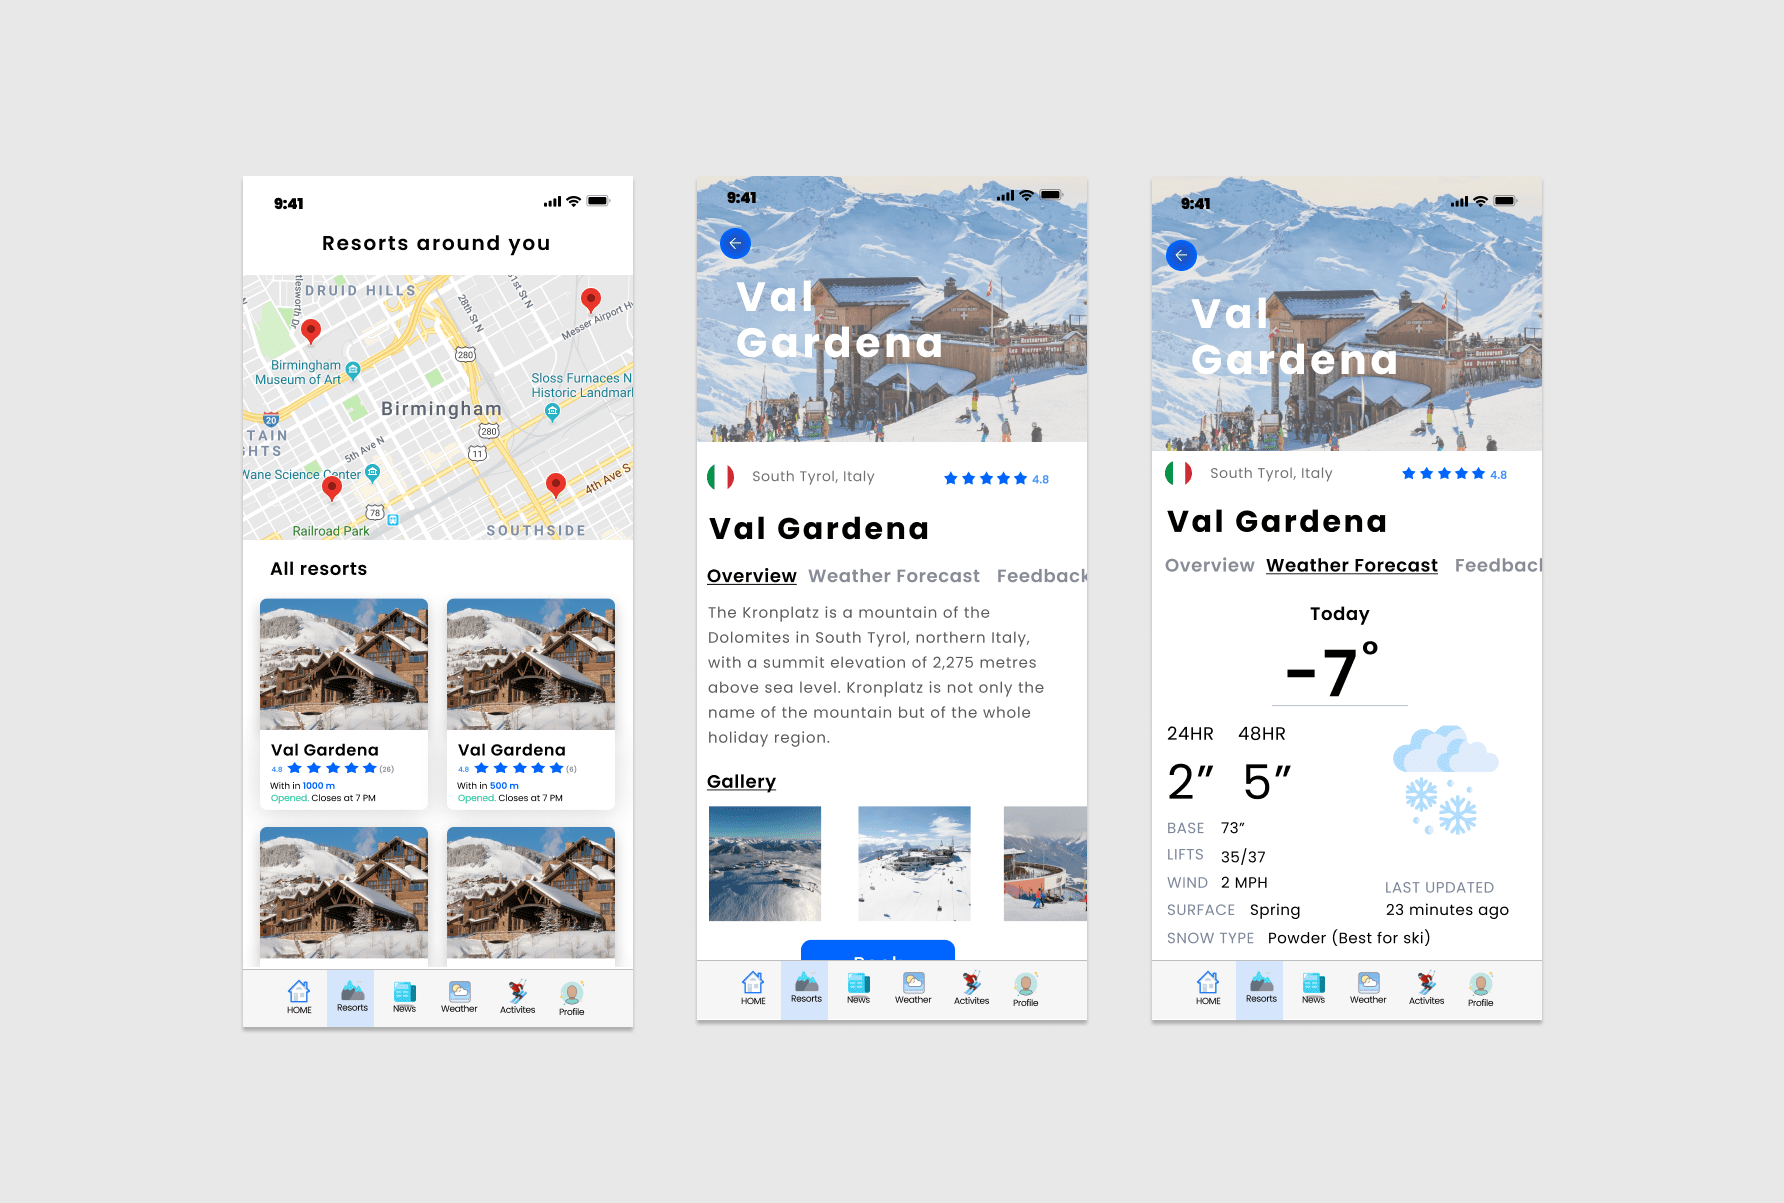 9:41
Resorts around you
DRUID HILLS
lesworth Dr
28th St N
31st St N
Messer Airport H
280
Birmingham
Museum of Art
Sloss Furnaces N
Historic Landmar
Birmingham
20
TAIN
GHTS
5th Ave N
280
11
Wane Science Center
4th Ave S
78
Railroad Park
SOUTHSIDE
All resorts
Val Gardena
4.8 (26)
With in 1000 m
Opened. Closes at 7 PM
Val Gardena
4.8 (6)
With in 500 m
Opened. Closes at 7 PM
HOME
Resorts
News
Weather
Activites
Profile
9:41
Val
Gardena
South Tyrol, Italy
4.8
Val Gardena
Overview Weather Forecast Feedback
The Kronplatz is a mountain of the
Dolomites in South Tyrol, northern Italy,
with a summit elevation of 2,275 metres
above sea level. Kronplatz is not only the
name of the mountain but of the whole
holiday region.
Gallery
HOME
Resorts
News
Weather
Activites
Profile
9:41
Val
Gardena
South Tyrol, Italy
4.8
Val Gardena
Overview Weather Forecast Feedbac
Today
-7°
24HR 48HR
2” 5”
BASE 73”
LIFTS 35/37
WIND 2 MPH
SURFACE Spring
SNOW TYPE Powder (Best for ski)
LAST UPDATED
23 minutes ago
HOME
Resorts
News
Weather
Activites
Profile